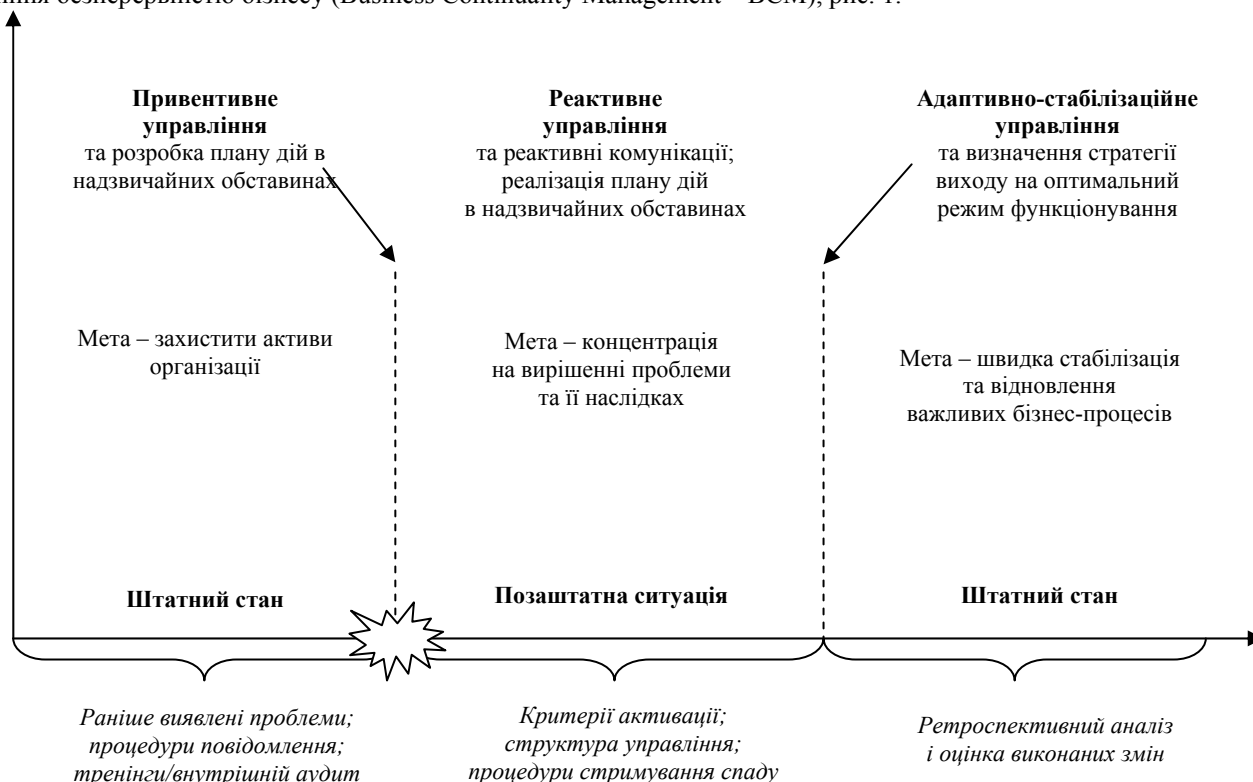 ння безперервністю бізнесу (Business Continuality Management – BCM), рис. 1.
Привентивне
управління
та розробка плану дій в
надзвичайних обставинах
Реактивне
управління
та реактивні комунікації;
реалізація плану дій
в надзвичайних обставинах
Адаптивно-стабілізаційне
управління
та визначення стратегії
виходу на оптимальний
режим функціонування
Мета – захистити активи
організації
Мета – концентрація
на вирішенні проблеми
та її наслідках
Мета – швидка стабілізація
та відновлення
важливих бізнес-процесів
Штатний стан
Позаштатна ситуація
Штатний стан
Раніше виявлені проблеми;
процедури повідомлення;
тренінги/внутрішній аудит
Критерії активації;
структура управління;
процедури стримування спаду
Ретроспективний аналіз
і оцінка виконаних змін